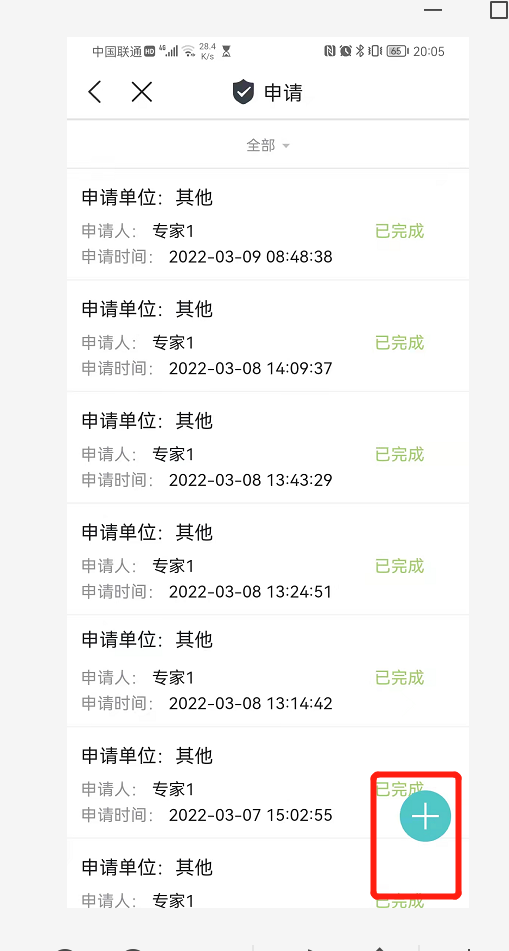 中国联通 HD 4G 28.4 K/s 65 20:05
申请
全部
申请单位：其他
申请人： 专家1 已完成
申请时间： 2022-03-09 08:48:38
申请单位：其他
申请人： 专家1 已完成
申请时间： 2022-03-08 14:09:37
申请单位：其他
申请人： 专家1 已完成
申请时间： 2022-03-08 13:43:29
申请单位：其他
申请人： 专家1 已完成
申请时间： 2022-03-08 13:24:51
申请单位：其他
申请人： 专家1 已完成
申请时间： 2022-03-08 13:14:42
申请单位：其他
申请人： 专家1 已完成
申请时间： 2022-03-07 15:02:55
申请单位：其他
申请人： 专家1 已完成